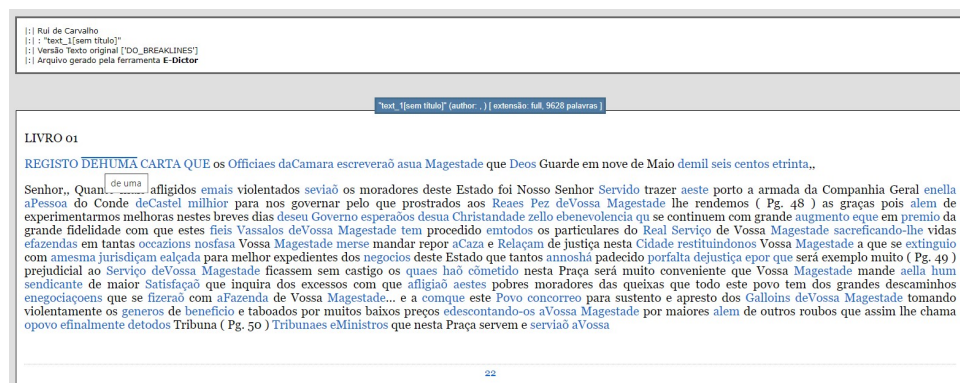 |:| Rui de Carvalho
|:| : "text_1[sem título]"
|:| Versão Texto original ['DO_BREAKLINES']
|:| Arquivo gerado pela ferramenta E-Dictor
"text_1[sem título]" (author: , ) [ extensão: full, 9628 palavras ]
LIVRO 01
REGISTO DEHUMA CARTA QUE os Officiaes daCamara escreveraõ asua Magestade que Deos Guarde em nove de Maio demil seis centos etrinta,,
de uma
Senhor,, Quan afligidos emais violentados seviaõ os moradores deste Estado foi Nosso Senhor Servido trazer aeste porto a armada da Companhia Geral enella
aPessoa do Conde deCastel milhior para nos governar pelo que prostrados aos Reaes Pez deVossa Magestade lhe rendemos ( Pg. 48 ) as graças pois alem de
experimentarmos melhoras nestes breves dias deseu Governo esperaõos desua Christandade zello ebenevolencia qu se continuem com grande augmento eque em premio da
grande fidelidade com que estes fieis Vassalos deVossa Magestade tem procedido emtodos os particulares do Real Serviço de Vossa Magestade sacreficando-lhe vidas
efazendas em tantas occazions nosfasa Vossa Magestade merse mandar repor aCaza e Relaçam de justiça nesta Cidade restituindonos Vossa Magestade a que se extinguio
com amesma jurisdiçam ealçada para melhor expedientes dos negocios deste Estado que tantos annoshá padecido porfalta dejustiça epor que será exemplo muito ( Pg. 49 )
prejudicial ao Serviço deVossa Magestade ficassem sem castigo os quaes haõ cõmetido nesta Praça será muito conveniente que Vossa Magestade mande aella hum
sendicante de maior Satisfaçaõ que inquira dos excessos com que afligiaõ aestes pobres moradores das queixas que todo este povo tem dos grandes descaminhos
enegociaçoens que se fizeraõ com aFazenda de Vossa Magestade... e a comque este Povo concorreo para sustento e apresto dos Galloins deVossa Magestade tomando
violentamente os generos de beneficio e taboados por muitos baixos preços edescontando-os aVossa Magestade por maiores alem de outros roubos que assim lhe chama
opovo efinalmente detodos Tribuna ( Pg. 50 ) Tribunaes eMinistros que nesta Praça servem e serviaõ aVossa
22